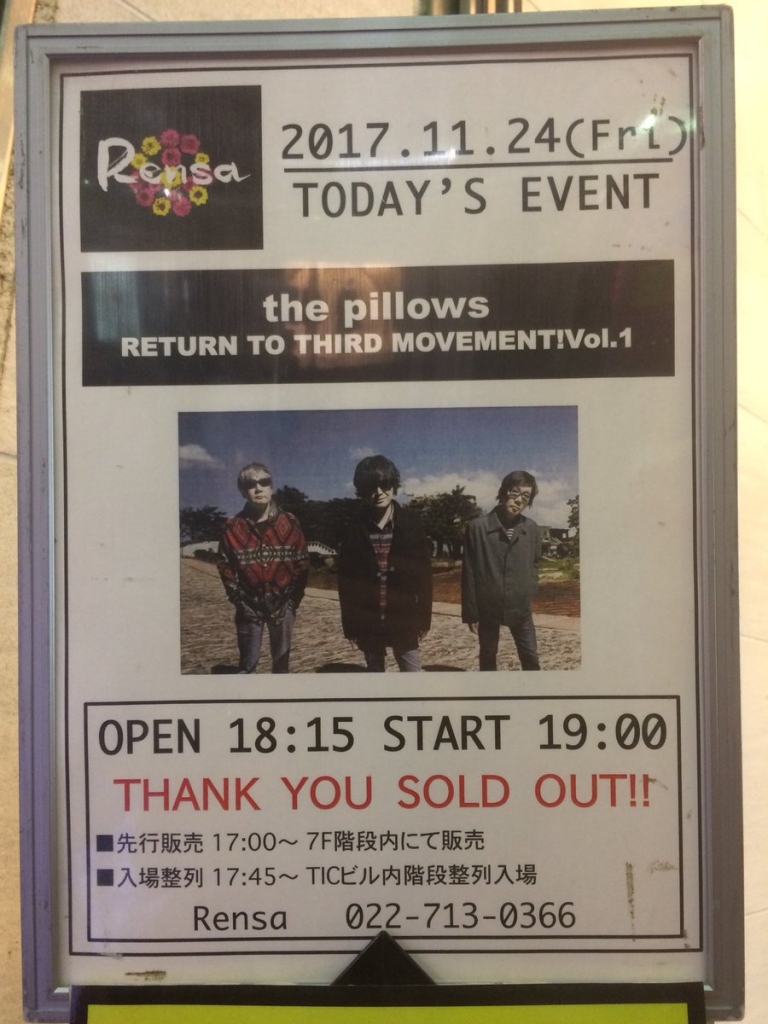 Rensa
2017.11.24(Fri)
TODAY'S EVENT
the pillows
RETURN TO THIRD MOVEMENT!Vol.1
OPEN 18:15 START 19:00
THANK YOU SOLD OUT!!
■先行販売 17:00〜 7F階段内にて販売
■入場整列 17:45〜 TICビル内階段整列入場
Rensa 022-713-0366